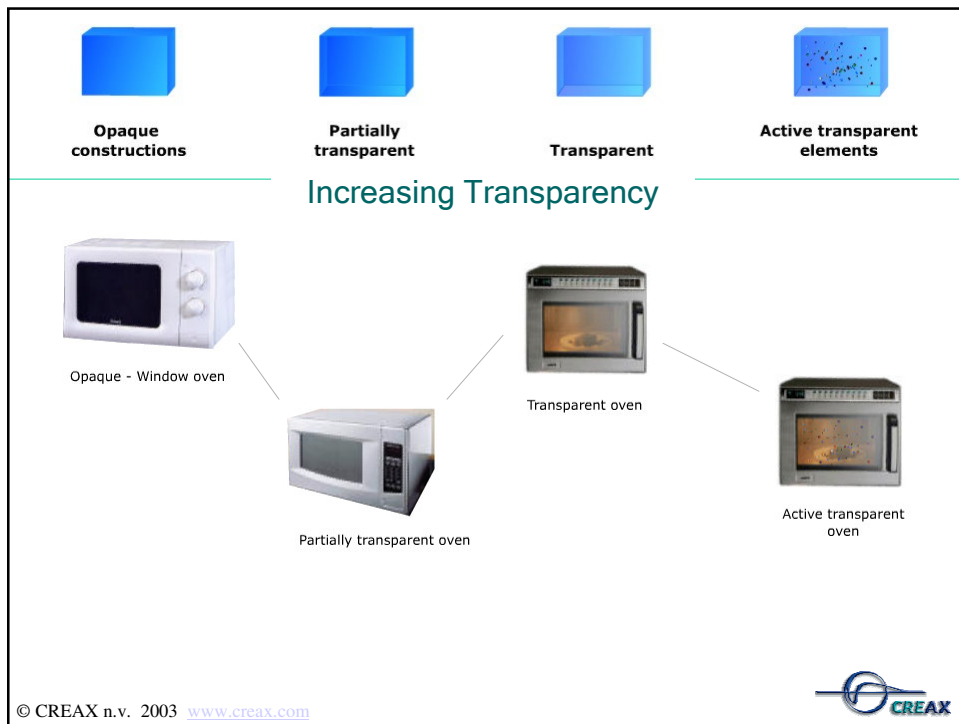 Opaque
constructions
Partially
transparent
Transparent
Active transparent
elements
Increasing Transparency
Opaque - Window oven
Partially transparent oven
Transparent oven
Active transparent
oven
© CREAX n.v. 2003 www.creax.com
CREAX